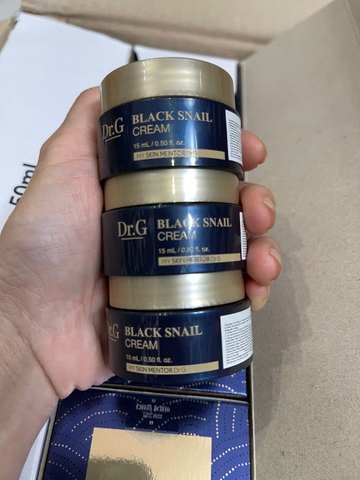 50mL
Dr.G
BLACK SNAIL
CREAM
15 mL / 0.50 fl. oz.
MY SKIN MENTOR Dr.G
Dr.G
BLACK SNAIL
CREAM
15 mL / 0.50 fl. oz.
MY SKIN MENTOR Dr.G
Dr.G
BLACK SNAIL
CREAM
15 mL / 0.50 fl. oz.
MY SKIN MENTOR Dr.G